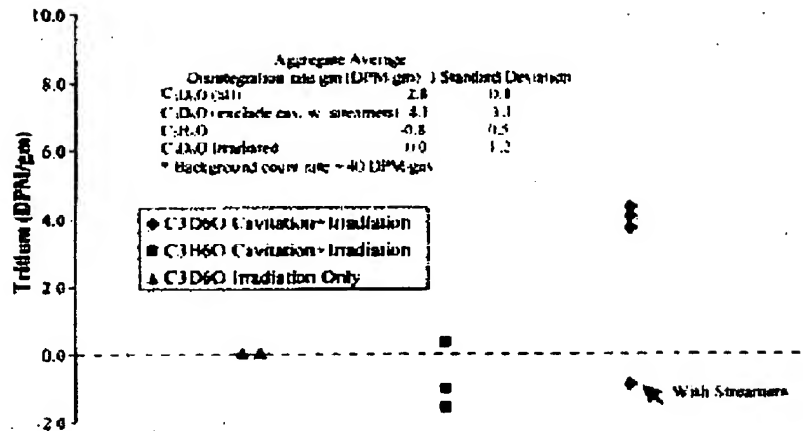 10.0
8.0
6.0
4.0
2.0
0.0
-2.0
Tritium (DPM/gm)
Aggregate Average
Disintegration rate/gm (DPM/gm) 1 Standard Deviation
C3D6O (all) 2.8
C3D6O (exclude cav. w. streamers) 4.1
C3H6O -0.8 0.5
C3D6O Irradiated 0.0 1.2
* Background count rate ~40 DPM/gm
C3D6O Cavitation+Irradiation
C3H6O Cavitation+Irradiation
C3D6O Irradiation Only
With Streamers